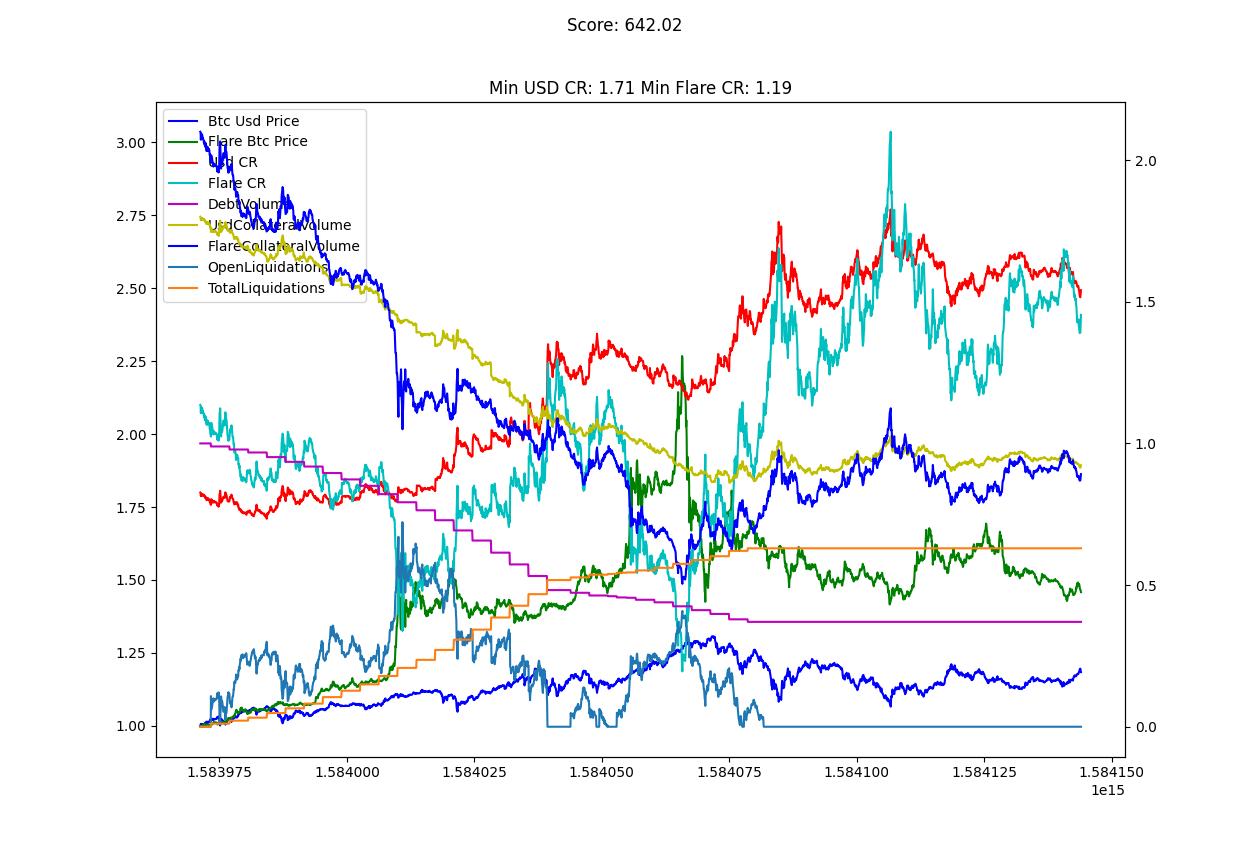 Score: 642.02
Min USD CR: 1.71 Min Flare CR: 1.19
Btc Usd Price
Flare Btc Price
Usd CR
Flare CR
DebtVolume
UsdCollateralVolume
FlareCollateralVolume
OpenLiquidations
TotalLiquidations
3.00
2.75
2.50
2.25
2.00
1.75
1.50
1.25
1.00
2.0
1.5
1.0
0.5
0.0
1.583975 1.584000 1.584025 1.584050 1.584075 1.584100 1.584125 1.584150
1e15